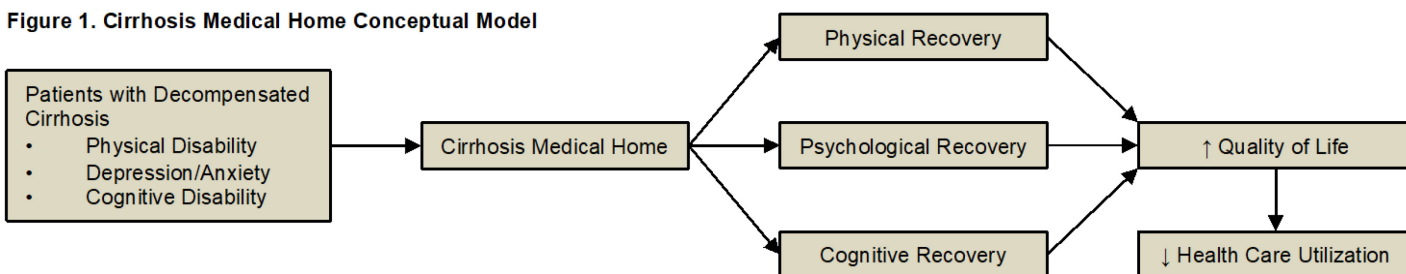 Figure 1. Cirrhosis Medical Home Conceptual Model
Patients with Decompensated
Cirrhosis
• Physical Disability
• Depression/Anxiety
• Cognitive Disability
Cirrhosis Medical Home
Physical Recovery
Psychological Recovery
Cognitive Recovery
↑ Quality of Life
↓ Health Care Utilization